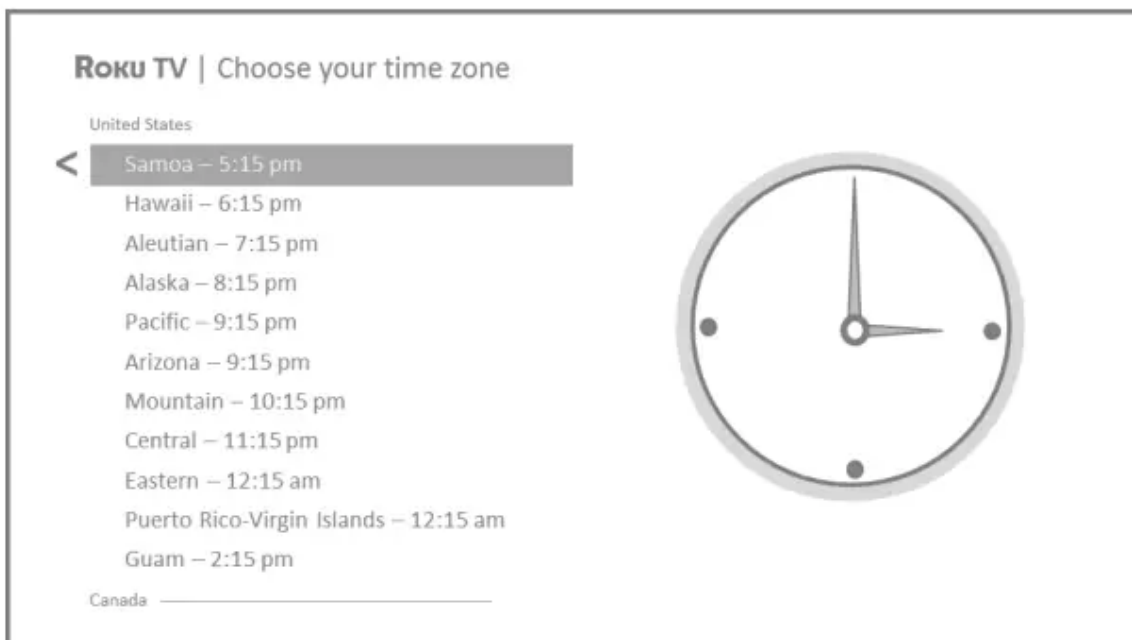 ROKU TV | Choose your time zone
United States
< Samoa – 5:15 pm
Hawaii – 6:15 pm
Aleutian – 7:15 pm
Alaska – 8:15 pm
Pacific – 9:15 pm
Arizona – 9:15 pm
Mountain – 10:15 pm
Central – 11:15 pm
Eastern – 12:15 am
Puerto Rico-Virgin Islands – 12:15 am
Guam – 2:15 pm
Canada